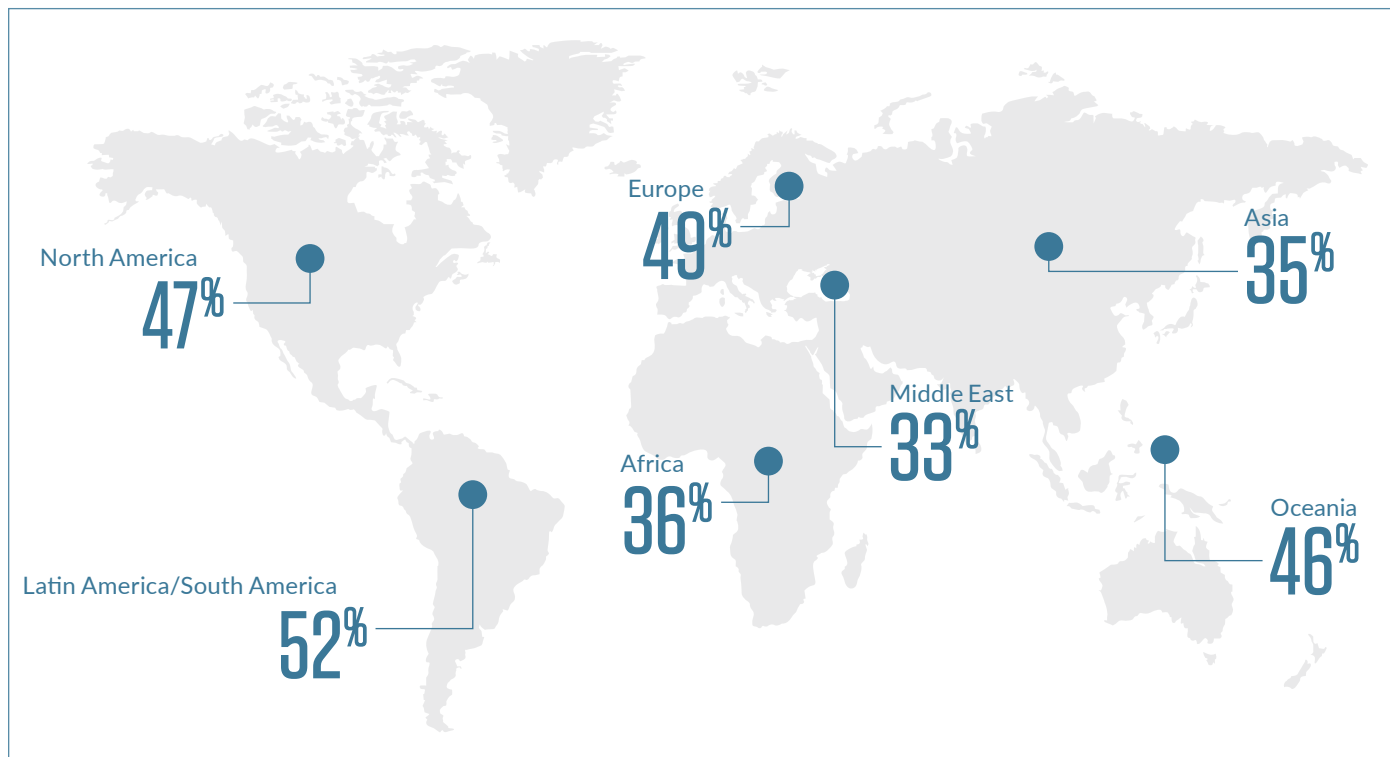 Europe
49%
Asia
35%
North America
47%
Middle East
33%
Africa
36%
Oceania
46%
Latin America/South America
52%